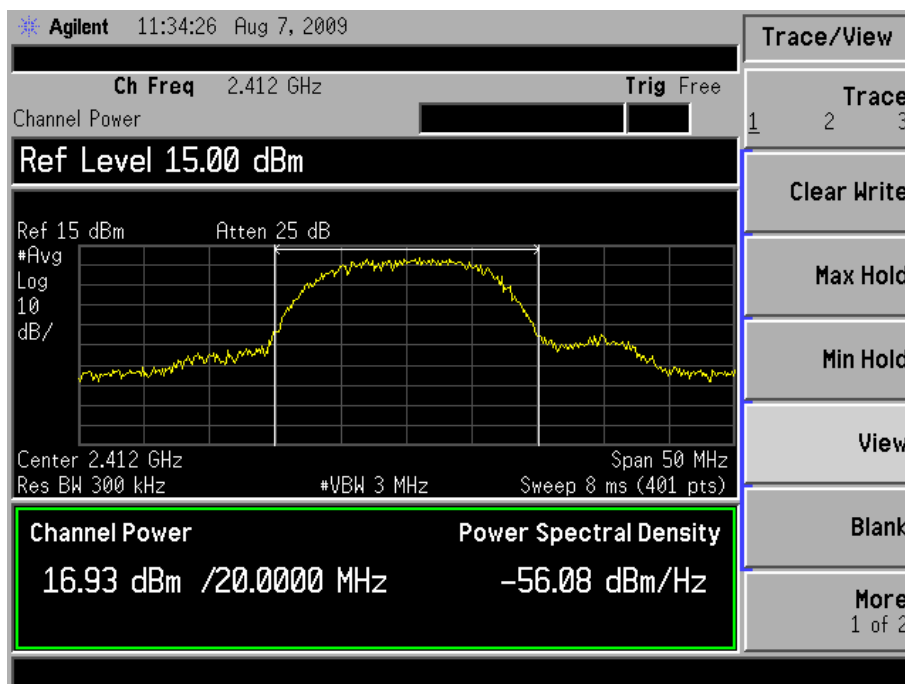 Agilent 11:34:26 Aug 7, 2009
Trace/View
Ch Freq 2.412 GHz Trig Free
Channel Power
Ref Level 15.00 dBm
Ref 15 dBm Atten 25 dB
#Avg
Log
10
dB/
Center 2.412 GHz Span 50 MHz
Res BW 300 kHz #VBW 3 MHz Sweep 8 ms (401 pts)
Channel Power Power Spectral Density
16.93 dBm /20.0000 MHz -56.08 dBm/Hz
Trace
1 2 3
Clear Write
Max Hold
Min Hold
View
Blank
More
1 of 2